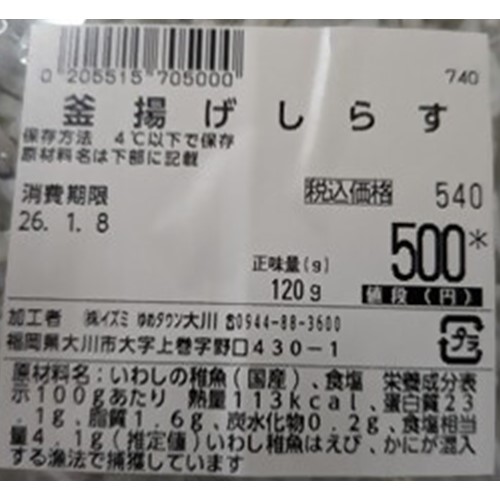 0 205515 705000
740
釜揚げしらす
保存方法 4℃以下で保存
原材料名は下部に記載
消費期限
26. 1. 8
税込価格 540
500*
正味量(g)
120g
値段(円)
加工者 ㈱イズミ ゆめタウン大川 ☎0944-88-3600
福岡県大川市大字上巻字野口430-1
プラ
原材料名:いわしの稚魚(国産)、食塩 栄養成分表
示100gあたり 熱量113kcal、蛋白質23
.1g、脂質1.6g、炭水化物0.2g、食塩相当
量4.1g(推定値)いわし稚魚はえび、かにが混入
する漁法で捕獲しています